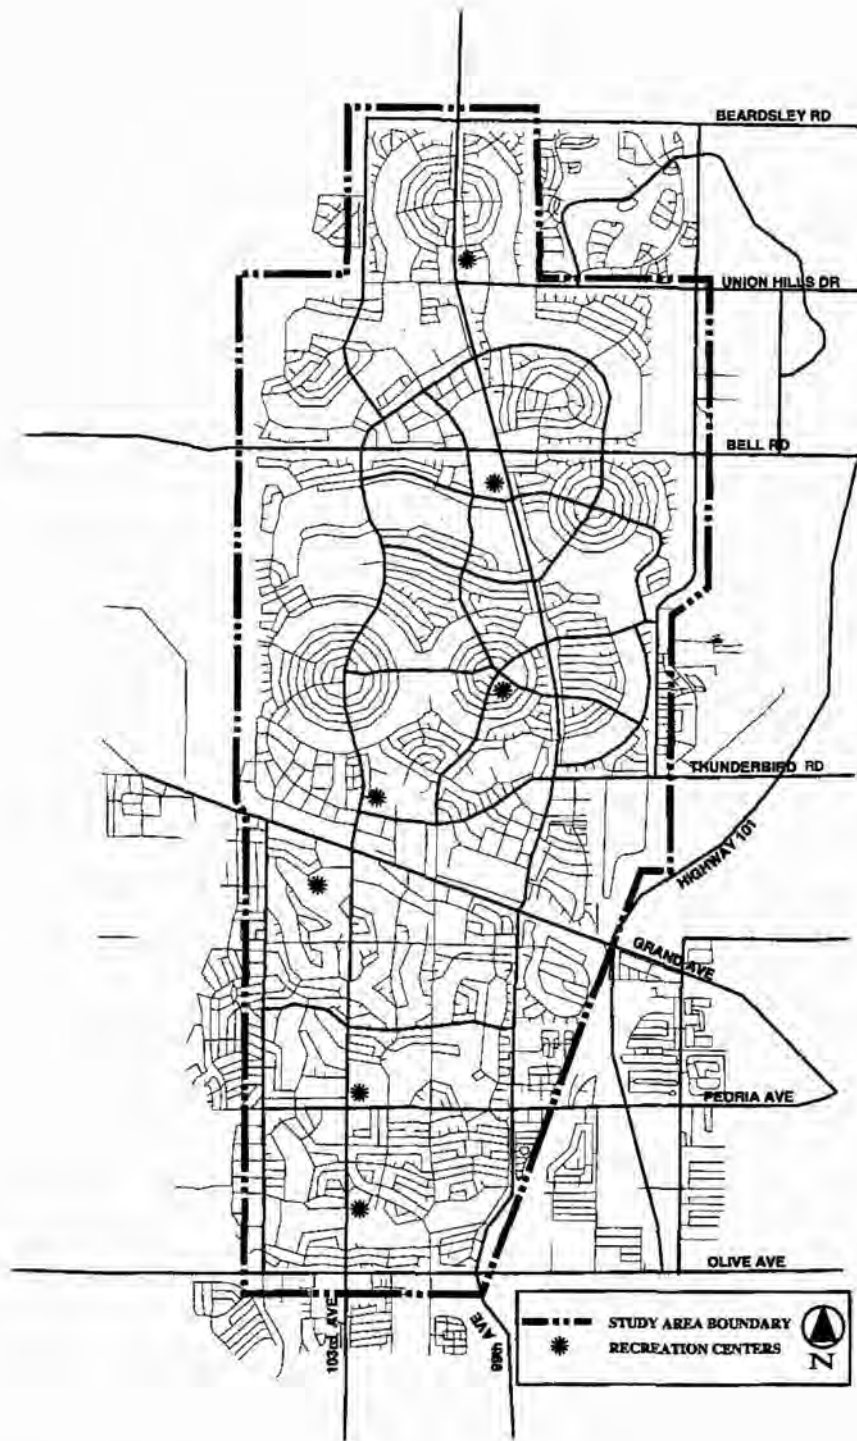 BEARDSLEY RD
UNION HILLS DR
BELL RD
THUNDERBIRD RD
HIGHWAY 101
GRAND AVE
PEORIA AVE
OLIVE AVE
103rd AVE
99th AVE
STUDY AREA BOUNDARY
RECREATION CENTERS
N